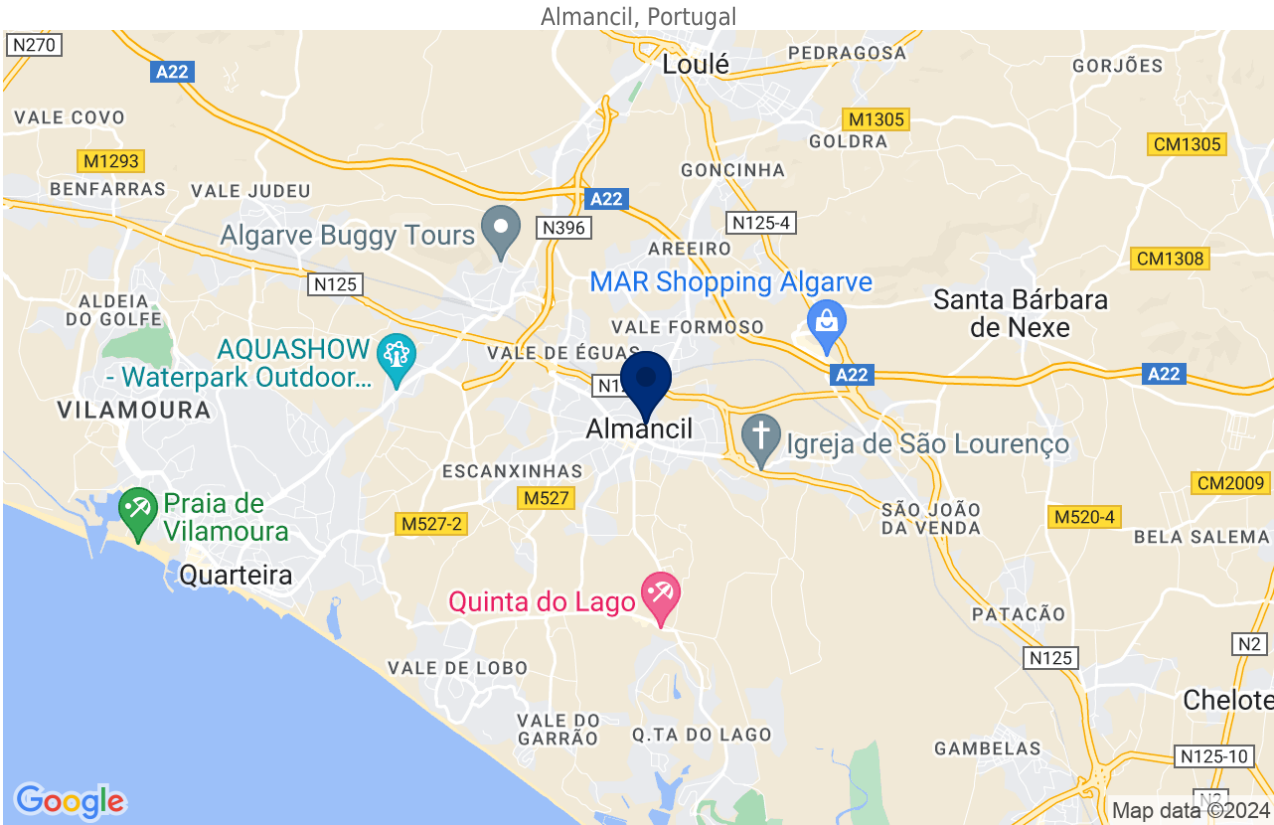 Almancil, Portugal
N270
Loulé
PEDRAGOSA
GORJÕES
A22
VALE COVO
M1305
GOLDRA
CM1305
M1293
BENFARRAS
VALE JUDEU
GONCINHA
A22
N396
N125-4
Algarve Buggy Tours
AREEIRO
CM1308
N125
MAR Shopping Algarve
ALDEIA
DO GOLFE
Santa Bárbara
de Nexe
VALE FORMOSO
AQUASHOW
- Waterpark Outdoor...
VALE DE ÉGUAS
A22
A22
VILAMOURA
Almancil
Igreja de São Lourenço
ESCANXINHAS
M527
CM2009
Praia de
Vilamoura
M527-2
SÃO JOÃO
DA VENDA
M520-4
BELA SALEMA
Quarteira
Quinta do Lago
PATACÃO
N2
N125
VALE DE LOBO
Chelote
VALE DO
GARRÃO
Q.TA DO LAGO
GAMBELAS
N125-10
Google
N2
Map data ©2024